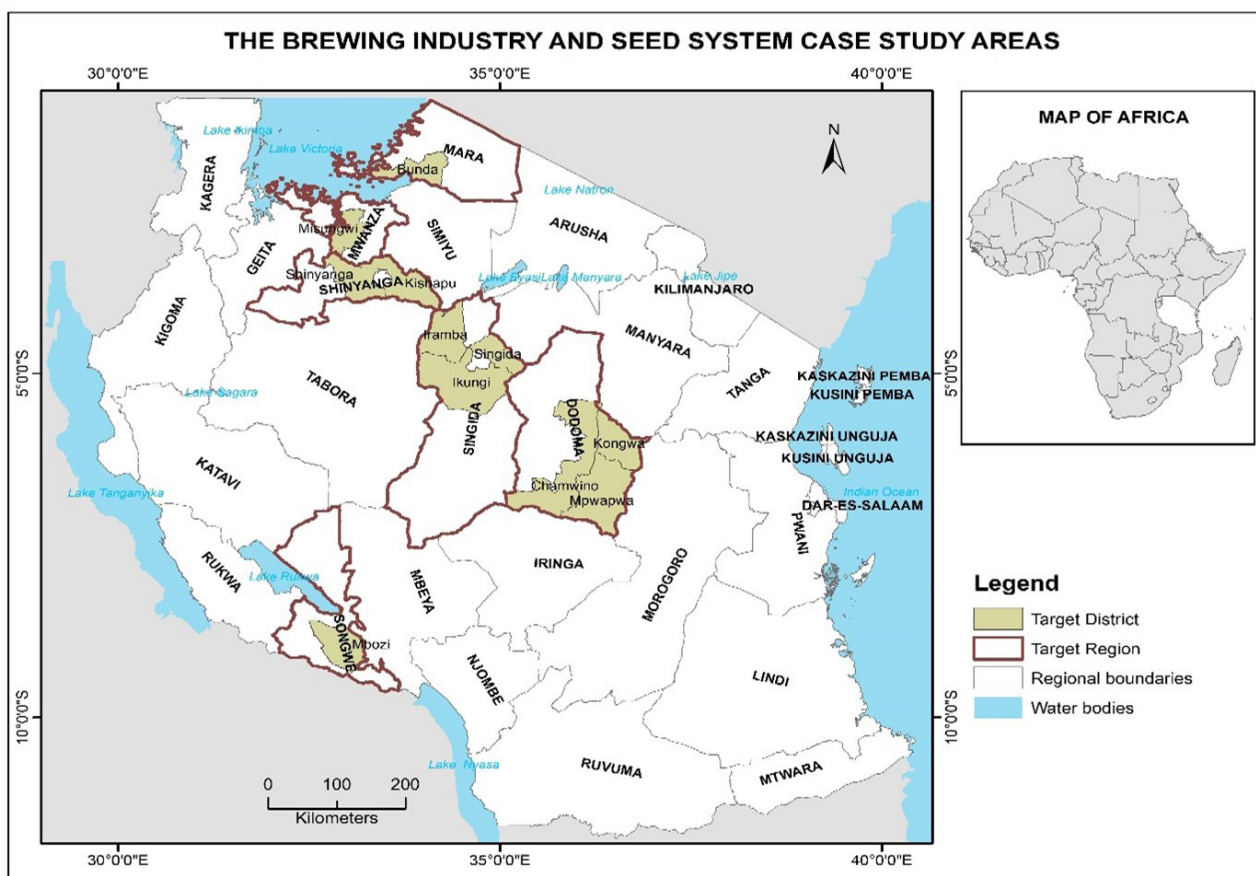 THE BREWING INDUSTRY AND SEED SYSTEM CASE STUDY AREAS
30°0'0"E
35°0'0"E
40°0'0"E
MAP OF AFRICA
N
Lake Ikimba
Lake Victoria
MARA
Bunda
KAGERA
Lake Natron
Misungwi
MWANZA
SIMIYU
ARUSHA
GEITA
Shinyanga
SHINYANGA
Kishapu
Lake Eyasi
Lake Manyara
Lake Jipe
KILIMANJARO
KIGOMA
Iramba
Singida
MANYARA
5°0'0"S
5°0'0"S
Ikungi
TABORA
Lake Sagara
TANGA
KASKAZINI PEMBA
KUSINI PEMBA
SINGIDA
DODOMA
Kongwa
KASKAZINI UNGUJA
KUSINI UNGUJA
KATAVI
Chamwino
Mpwapwa
Lake Tanganyika
Indian Ocean
DAR-ES-SALAAM
PWANI
RUKWA
Lake Rukwa
MBEYA
IRINGA
MOROGORO
SONGWE
Mbozi
NJOMBE
LINDI
10°0'0"S
10°0'0"S
Lake Nyasa
RUVUMA
MTWARA
0 100 200
Kilometers
30°0'0"E
35°0'0"E
40°0'0"E
Legend
Target District
Target Region
Regional boundaries
Water bodies